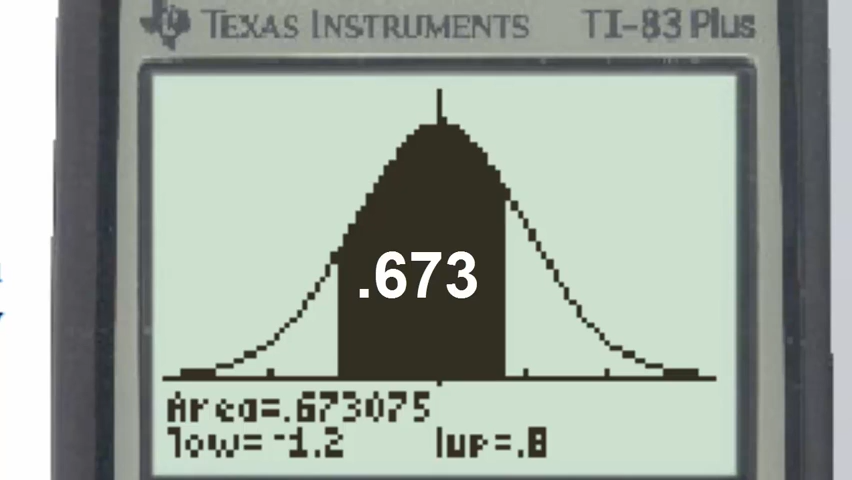 TEXAS INSTRUMENTS TI-83 Plus
.673
Area=.673075
low=-1.2 up=.8